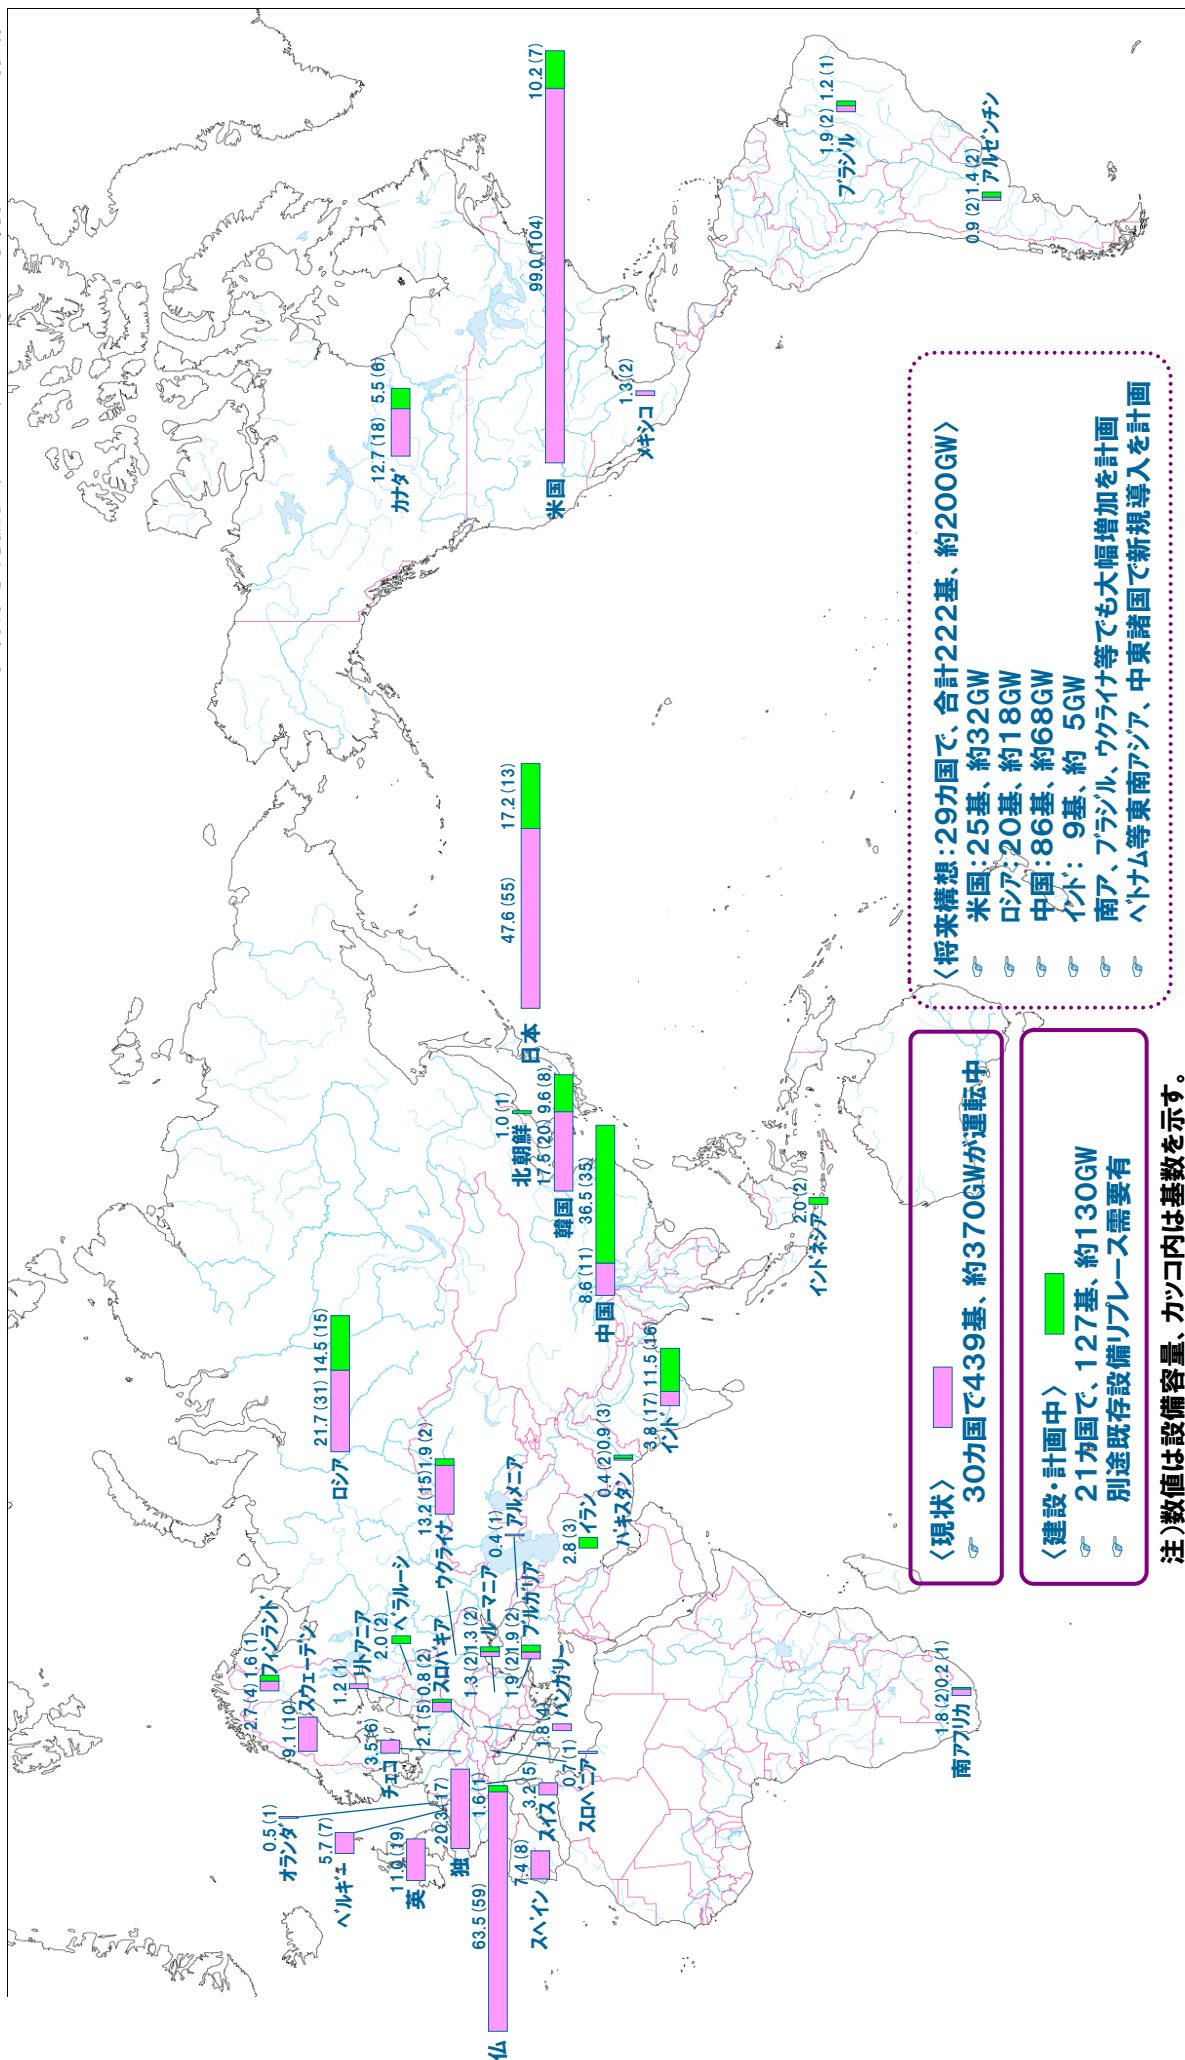 オランダ
0.5 (1)
ベルギー
5.7 (7)
英
11.0 (19)
独
20.3 (17)
仏
63.5 (59)
1.6 (1)
スペイン
7.4 (8)
スイス
3.2 (5)
スロベニア
0.7 (1)
ハンガリー
1.8 (4)
チェコ
3.5 (6)
スウェーデン
9.1 (10)
フィンランド
2.7 (4) 1.6 (1)
リトアニア
1.2 (1)
ベラルーシ
2.0 (2)
スロバキア
2.1 (5) 0.8 (2)
ウクライナ
13.2 (15) 1.9 (2)
ルーマニア
1.3 (2) 1.3 (2)
ブルガリア
1.9 (2) 1.9 (2)
アルメニア
0.4 (1)
イラン
2.8 (3)
パキスタン
0.4 (2) 0.9 (3)
インド
3.8 (17) 11.5 (16)
ロシア
21.7 (31) 14.5 (15)
中国
8.6 (11) 36.5 (35)
韓国
17.5 (20) 9.6 (8)
北朝鮮
1.0 (1)
日本
47.6 (55) 17.2 (13)
インドネシア
2.0 (2)
南アフリカ
1.8 (2) 0.2 (1)
カナダ
12.7 (18) 5.5 (6)
米国
99.0 (104) 10.2 (7)
メキシコ
1.3 (2)
ブラジル
1.9 (2) 1.2 (1)
アルゼンチン
0.9 (2) 1.4 (2)
〈現状〉
☞ 30カ国で439基、約370GWが運転中
〈建設・計画中〉
☞ 21カ国で、127基、約130GW
☞ 別途既存設備リプレース需要有
〈将来構想：29カ国で、合計222基、約200GW〉
☞ 米国：25基、約32GW
☞ ロシア：20基、約18GW
☞ 中国：86基、約68GW
☞ インド： 9基、約 5GW
☞ 南ア、ブラジル、ウクライナ等でも大幅増加を計画
☞ ベトナム等東南アジア、中東諸国で新規導入を計画
注）数値は設備容量、カッコ内は基数を示す。